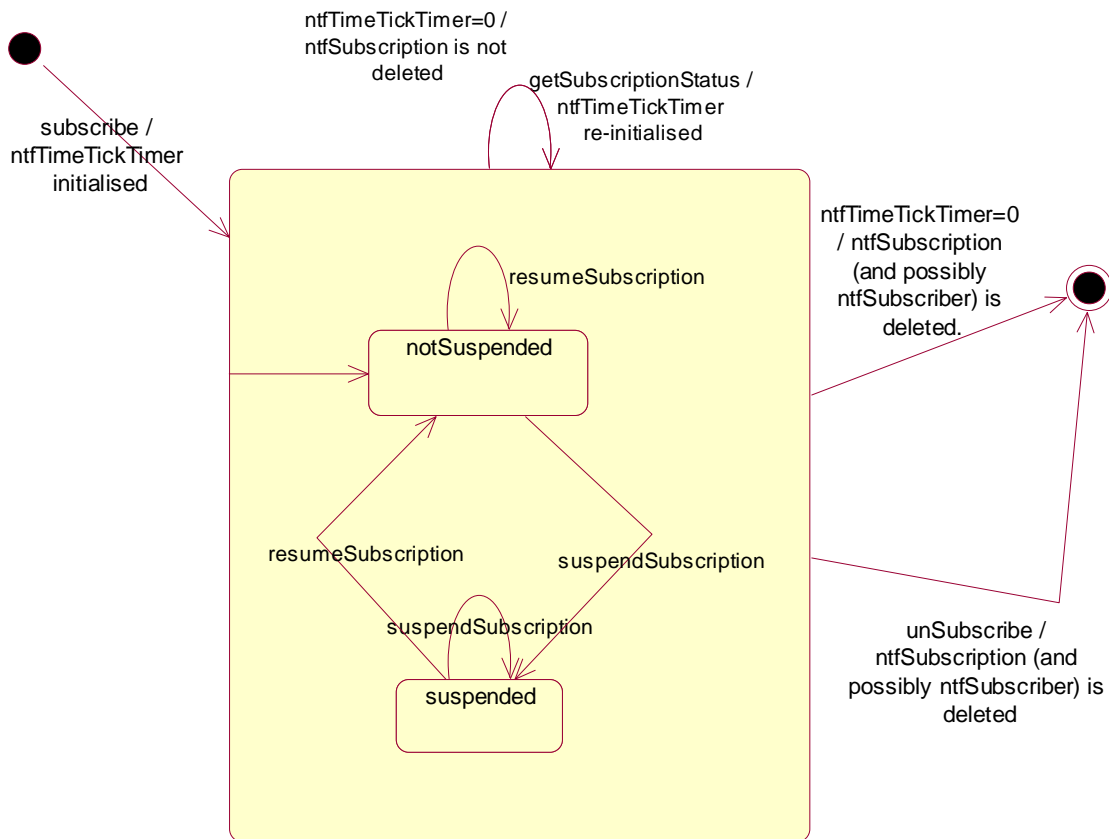 ntfTimeTickTimer=0 /
ntfSubscription is not
deleted
getSubscriptionStatus /
ntfTimeTickTimer
re-initialised
subscribe /
ntfTimeTickTimer
initialised
ntfTimeTickTimer=0
/ ntfSubscription
(and possibly
ntfSubscriber) is
deleted.
resumeSubscription
notSuspended
resumeSubscription
suspendSubscription
suspendSubscription
suspended
unSubscribe /
ntfSubscription (and
possibly ntfSubscriber) is
deleted